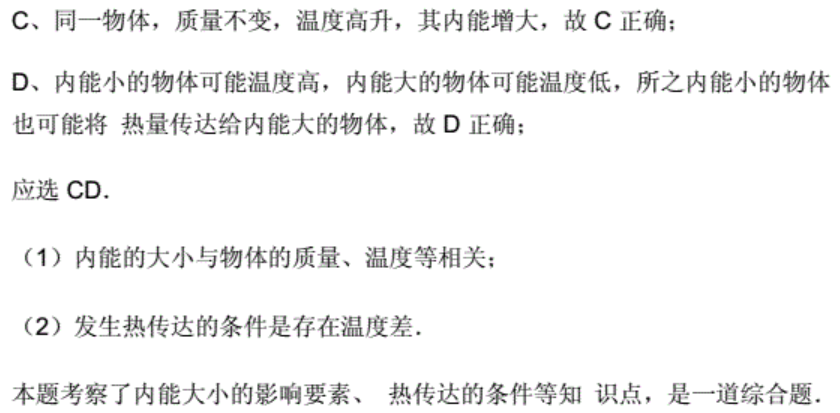 C、同一物体，质量不变，温度高升，其内能增大，故 C 正确；
D、内能小的物体可能温度高，内能大的物体可能温度低，所之内能小的物体
也可能将 热量传达给内能大的物体，故 D 正确；
应选 CD．
（1）内能的大小与物体的质量、温度等相关；
（2）发生热传达的条件是存在温度差．
本题考察了内能大小的影响要素、 热传达的条件等知 识点，是一道综合题．